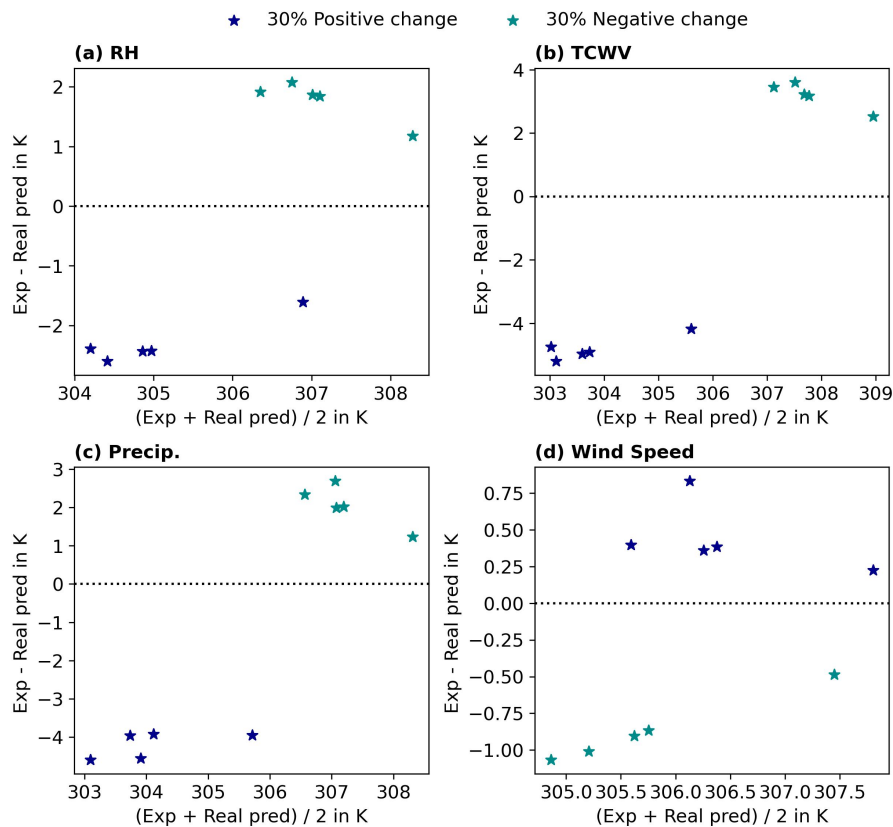 30% Positive change 30% Negative change
(a) RH
2
1
0
−1
−2
Exp - Real pred in K
304 305 306 307 308
(Exp + Real pred) / 2 in K
(b) TCWV
4
2
0
−2
−4
Exp - Real pred in K
303 304 305 306 307 308 309
(Exp + Real pred) / 2 in K
(c) Precip.
3
2
1
0
−1
−2
−3
−4
Exp - Real pred in K
303 304 305 306 307 308
(Exp + Real pred) / 2 in K
(d) Wind Speed
0.75
0.50
0.25
0.00
−0.25
−0.50
−0.75
−1.00
Exp - Real pred in K
305.0 305.5 306.0 306.5 307.0 307.5
(Exp + Real pred) / 2 in K